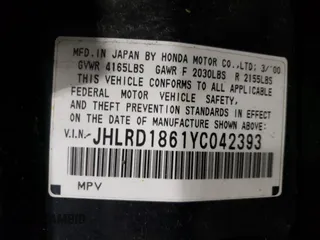 MFD. IN JAPAN BY HONDA MOTOR CO.,LTD; 3/'00
GVWR 4165LBS GAWR F 2030LBS R 2155LBS
THIS VEHICLE CONFORMS TO ALL APPLICABLE
FEDERAL MOTOR VEHICLE SAFETY,
AND THEFT PREVENTION STANDARDS IN EFFECT
ON THE DATE OF MANUFACTURE SHOWN ABOVE:
V.I.N.- JHLRD1861YC042393
MPV